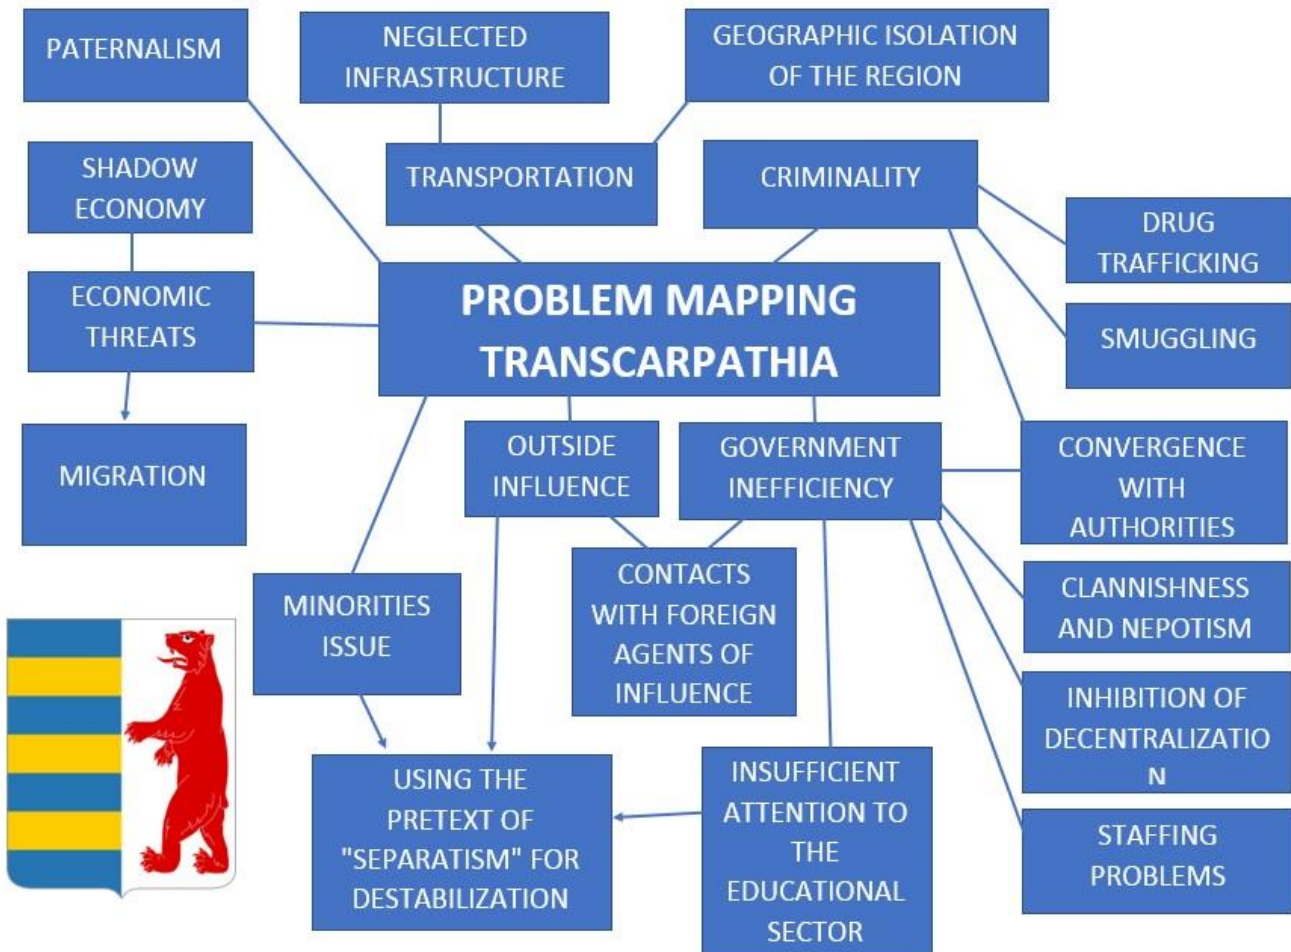 PATERNALISM
NEGLECTED
INFRASTRUCTURE
GEOGRAPHIC ISOLATION
OF THE REGION
SHADOW
ECONOMY
TRANSPORTATION
CRIMINALITY
DRUG
TRAFFICKING
ECONOMIC
THREATS
PROBLEM MAPPING
TRANSCARPATHIA
SMUGGLING
MIGRATION
OUTSIDE
INFLUENCE
GOVERNMENT
INEFFICIENCY
CONVERGENCE
WITH
AUTHORITIES
MINORITIES
ISSUE
CONTACTS
WITH FOREIGN
AGENTS OF
INFLUENCE
CLANNISHNESS
AND NEPOTISM
INHIBITION OF
DECENTRALIZATIO
N
USING THE
PRETEXT OF
"SEPARATISM" FOR
DESTABILIZATION
INSUFFICIENT
ATTENTION TO
THE
EDUCATIONAL
SECTOR
STAFFING
PROBLEMS